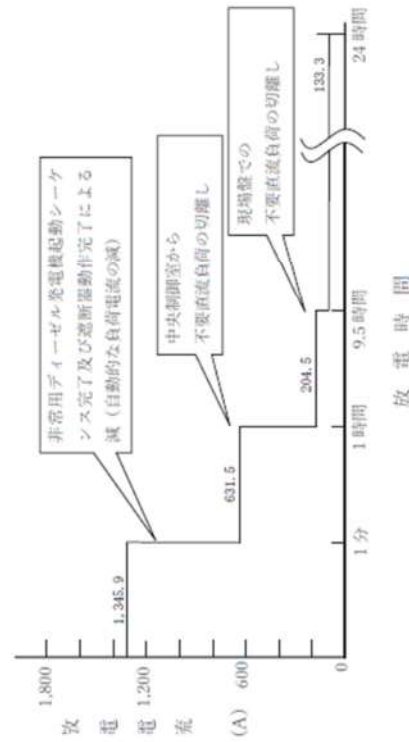 放電電流
(A)
1,800
1,200
600
0
1,345.9
非常用ディーゼル発電機起動シーケ
ンス完了及び遮断器動作完了による
減（自動的な負荷電流の減）
631.5
中央制御室から
不要直流負荷の切離し
204.5
現場盤での
不要直流負荷の切離し
133.3
1分
1時間
9.5時間
24時間
放電時間